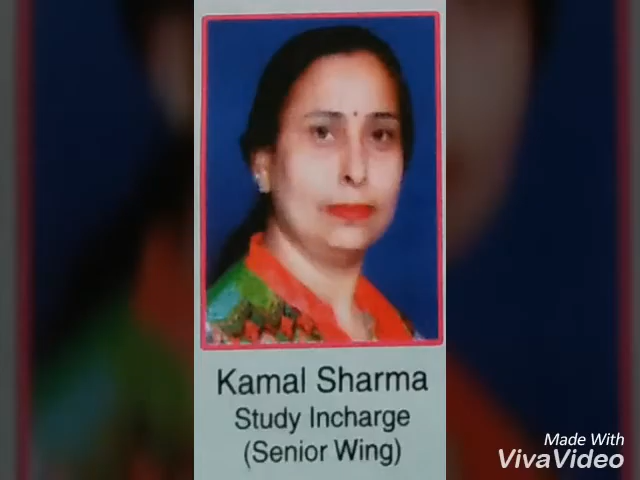 Kamal Sharma
Study Incharge
(Senior Wing)
Made With
VivaVideo